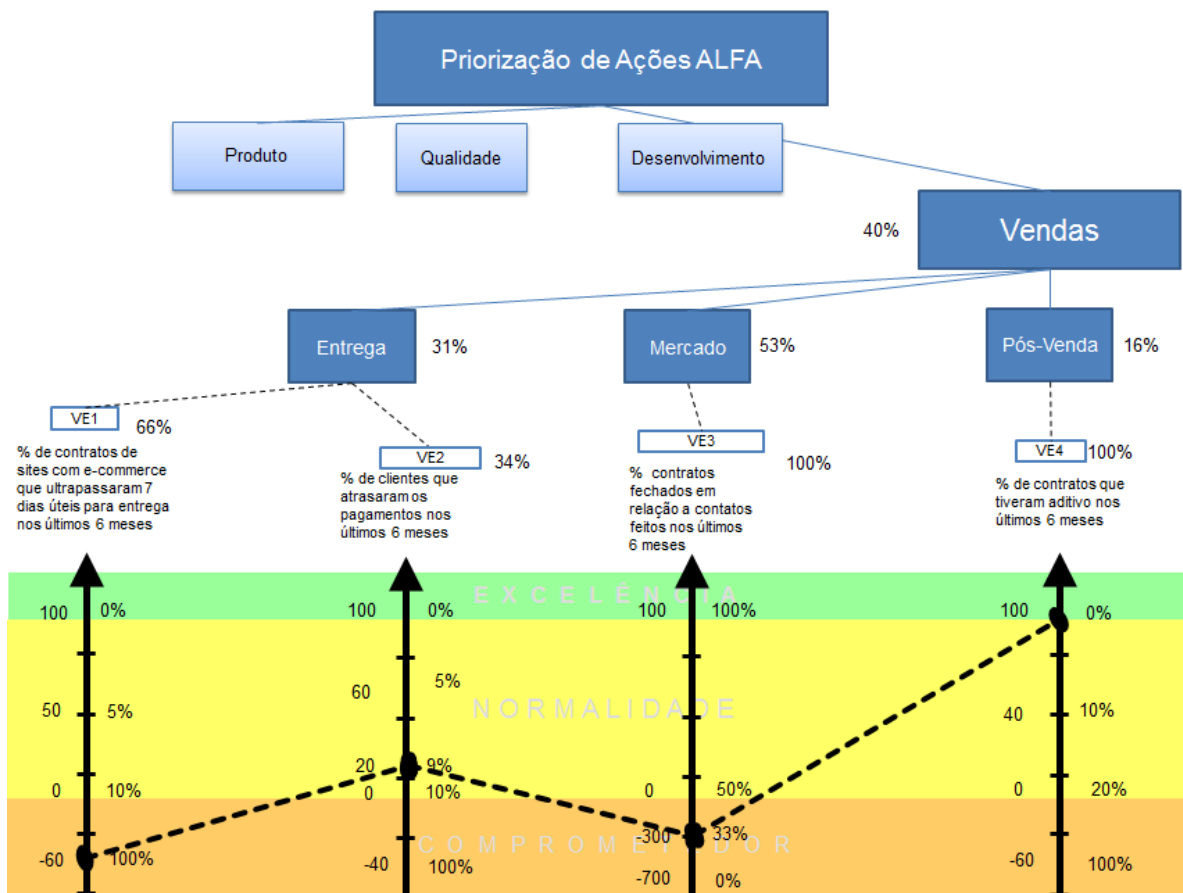 Priorização de Ações ALFA
Produto
Qualidade
Desenvolvimento
40%
Vendas
Entrega
31%
Mercado
53%
Pós-Venda
16%
VE1
66%
% de contratos de
sites com e-commerce
que ultrapassaram 7
dias úteis para entrega
nos últimos 6 meses
VE2
34%
% de clientes que
atrasaram os
pagamentos nos
últimos 6 meses
VE3
100%
% contratos
fechados em
relação a contatos
feitos nos últimos
6 meses
VE4
100%
% de contratos que
tiveram aditivo nos
últimos 6 meses
EXCELÊNCIA
100 0% 100 0% 100 100% 100 0%
60 5%
NORMALIDADE
50 5% 40 10%
20 9%
0 10% 0 10% 0 50% 0 20%
-300 33%
COMPROMETEDOR
-60 100% -40 100% -60 100%
-700 0%